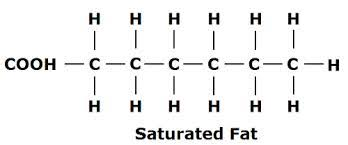 H H H H H H
COOH — C — C — C — C — C — C — H
H H H H H H
Saturated Fat